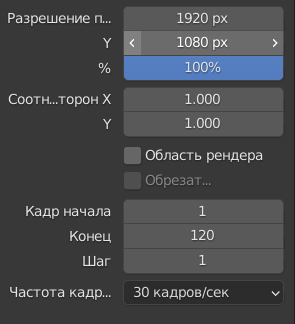 Разрешение п... 1920 px
Y 1080 px
% 100%
Соотн...торон X 1.000
Y 1.000
Область рендера
Обрезат...
Кадр начала 1
Конец 120
Шаг 1
Частота кадр... 30 кадров/сек